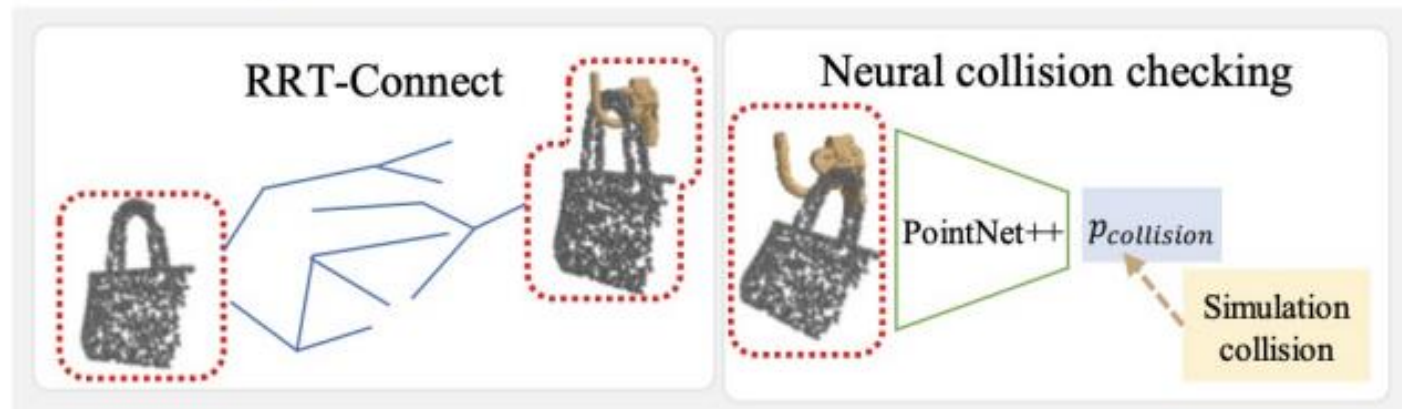 RRT-Connect
Neural collision checking
PointNet++
p_collision
Simulation
collision